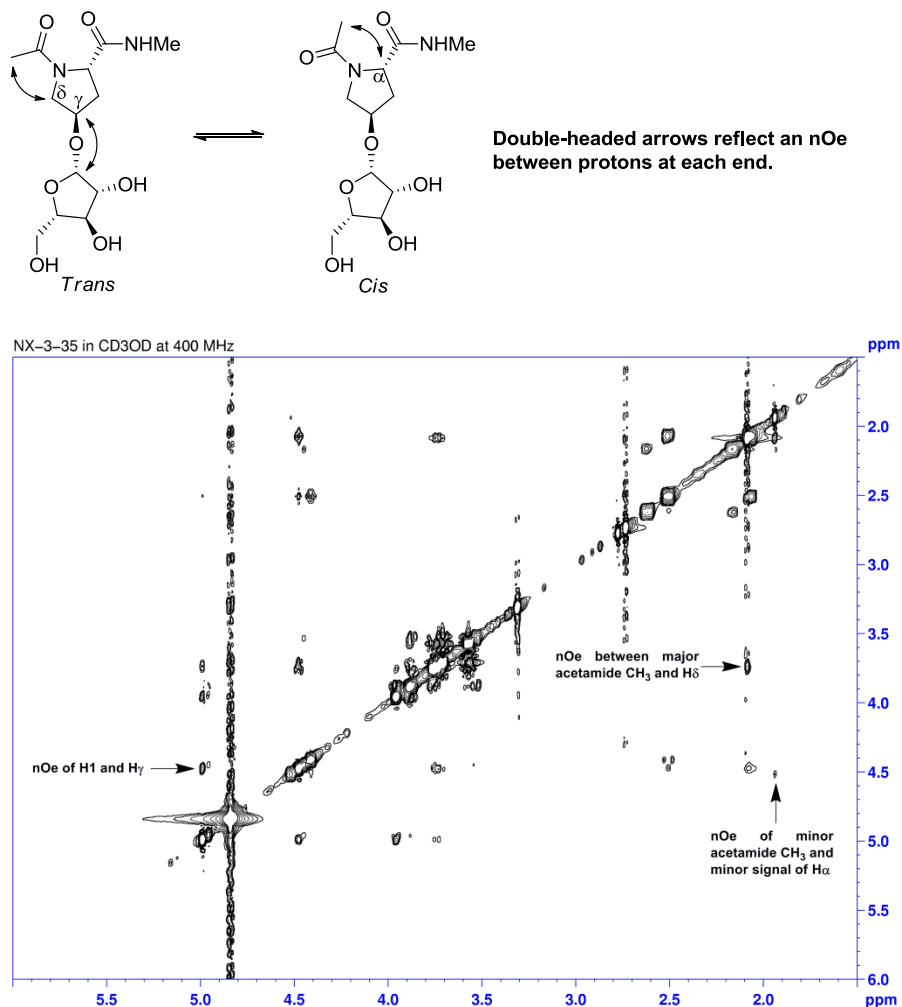 O
NHMe
O
N
δ
γ
O
O
OH
OH
OH
Trans
O
NHMe
O
N
α
O
O
OH
OH
OH
Cis
Double-headed arrows reflect an nOe
between protons at each end.
NX−3−35 in CD3OD at 400 MHz
ppm
2.0
2.5
3.0
3.5
4.0
4.5
5.0
5.5
6.0
nOe between major
acetamide CH3 and Hδ
nOe of H1 and Hγ
nOe of minor
acetamide CH3 and
minor signal of Hα
5.5 5.0 4.5 4.0 3.5 3.0 2.5 2.0 ppm